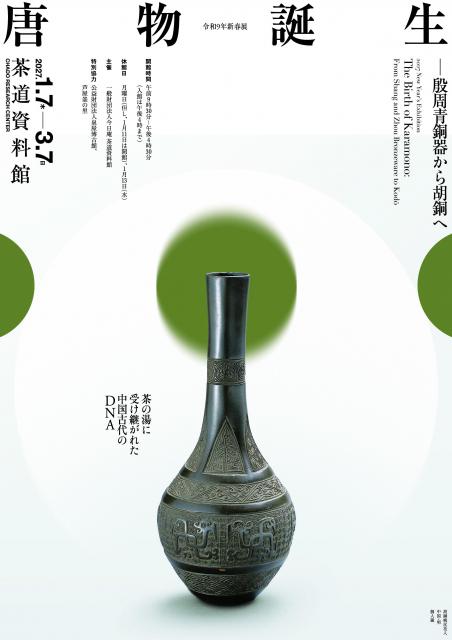 唐物誕生
令和9年新春展
―殷周青銅器から胡銅へ
2027 New Year's Exhibition
The Birth of Karamono:
From Shang and Zhou Bronzeware to Kodō
開館時間 午前9時30分〜午後4時30分
(入館は午後4時まで)
休館日 月曜日(但し、1月11日は開館)、1月13日(水)
主催 一般財団法人今日庵 茶道資料館
特別協力 公益財団法人泉屋博古館、
芦屋釜の里
2027. 1.7―3.7
茶道資料館
CHADO RESEARCH CENTER
茶の湯に
受け継がれた
中国古代の
DNA